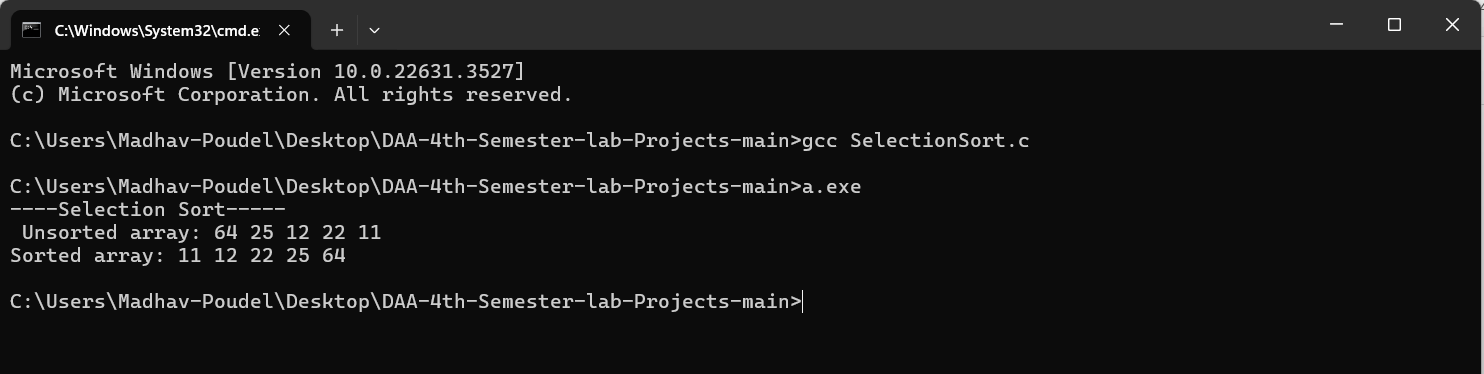 C:\Windows\System32\cmd.e
Microsoft Windows [Version 10.0.22631.3527]
(c) Microsoft Corporation. All rights reserved.
C:\Users\Madhav-Poudel\Desktop\DAA-4th-Semester-lab-Projects-main>gcc SelectionSort.c
C:\Users\Madhav-Poudel\Desktop\DAA-4th-Semester-lab-Projects-main>a.exe
----Selection Sort-----
 Unsorted array: 64 25 12 22 11
Sorted array: 11 12 22 25 64
C:\Users\Madhav-Poudel\Desktop\DAA-4th-Semester-lab-Projects-main>